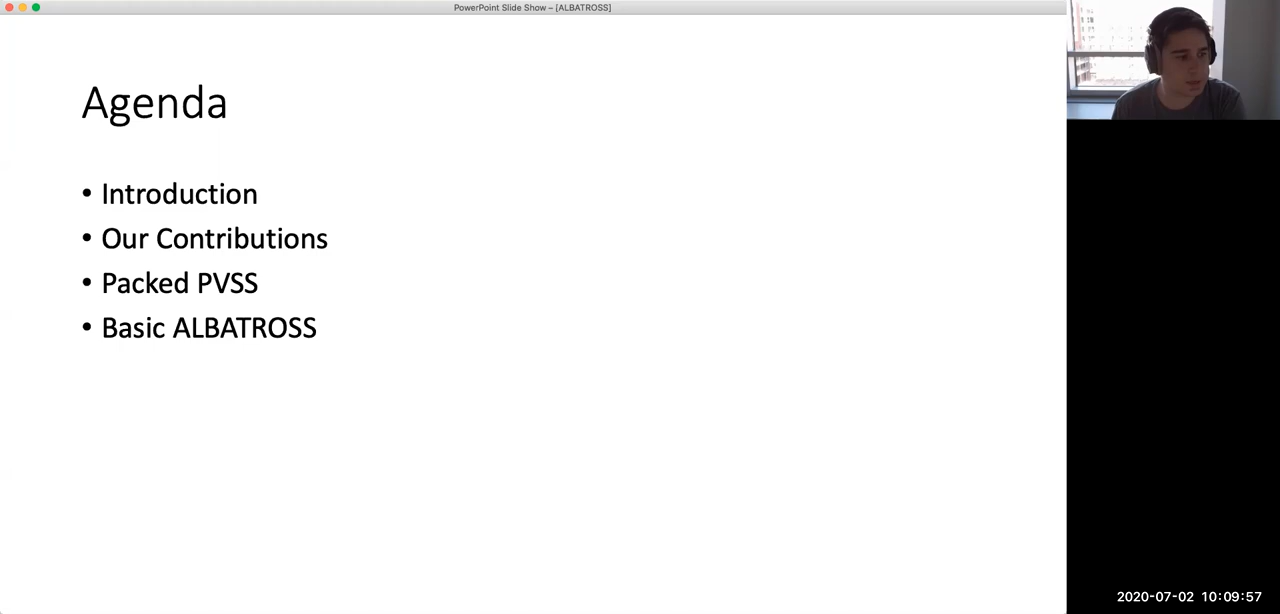 PowerPoint Slide Show – [ALBATROSS]
Agenda
• Introduction
• Our Contributions
• Packed PVSS
• Basic ALBATROSS
2020-07-02 10:09:57